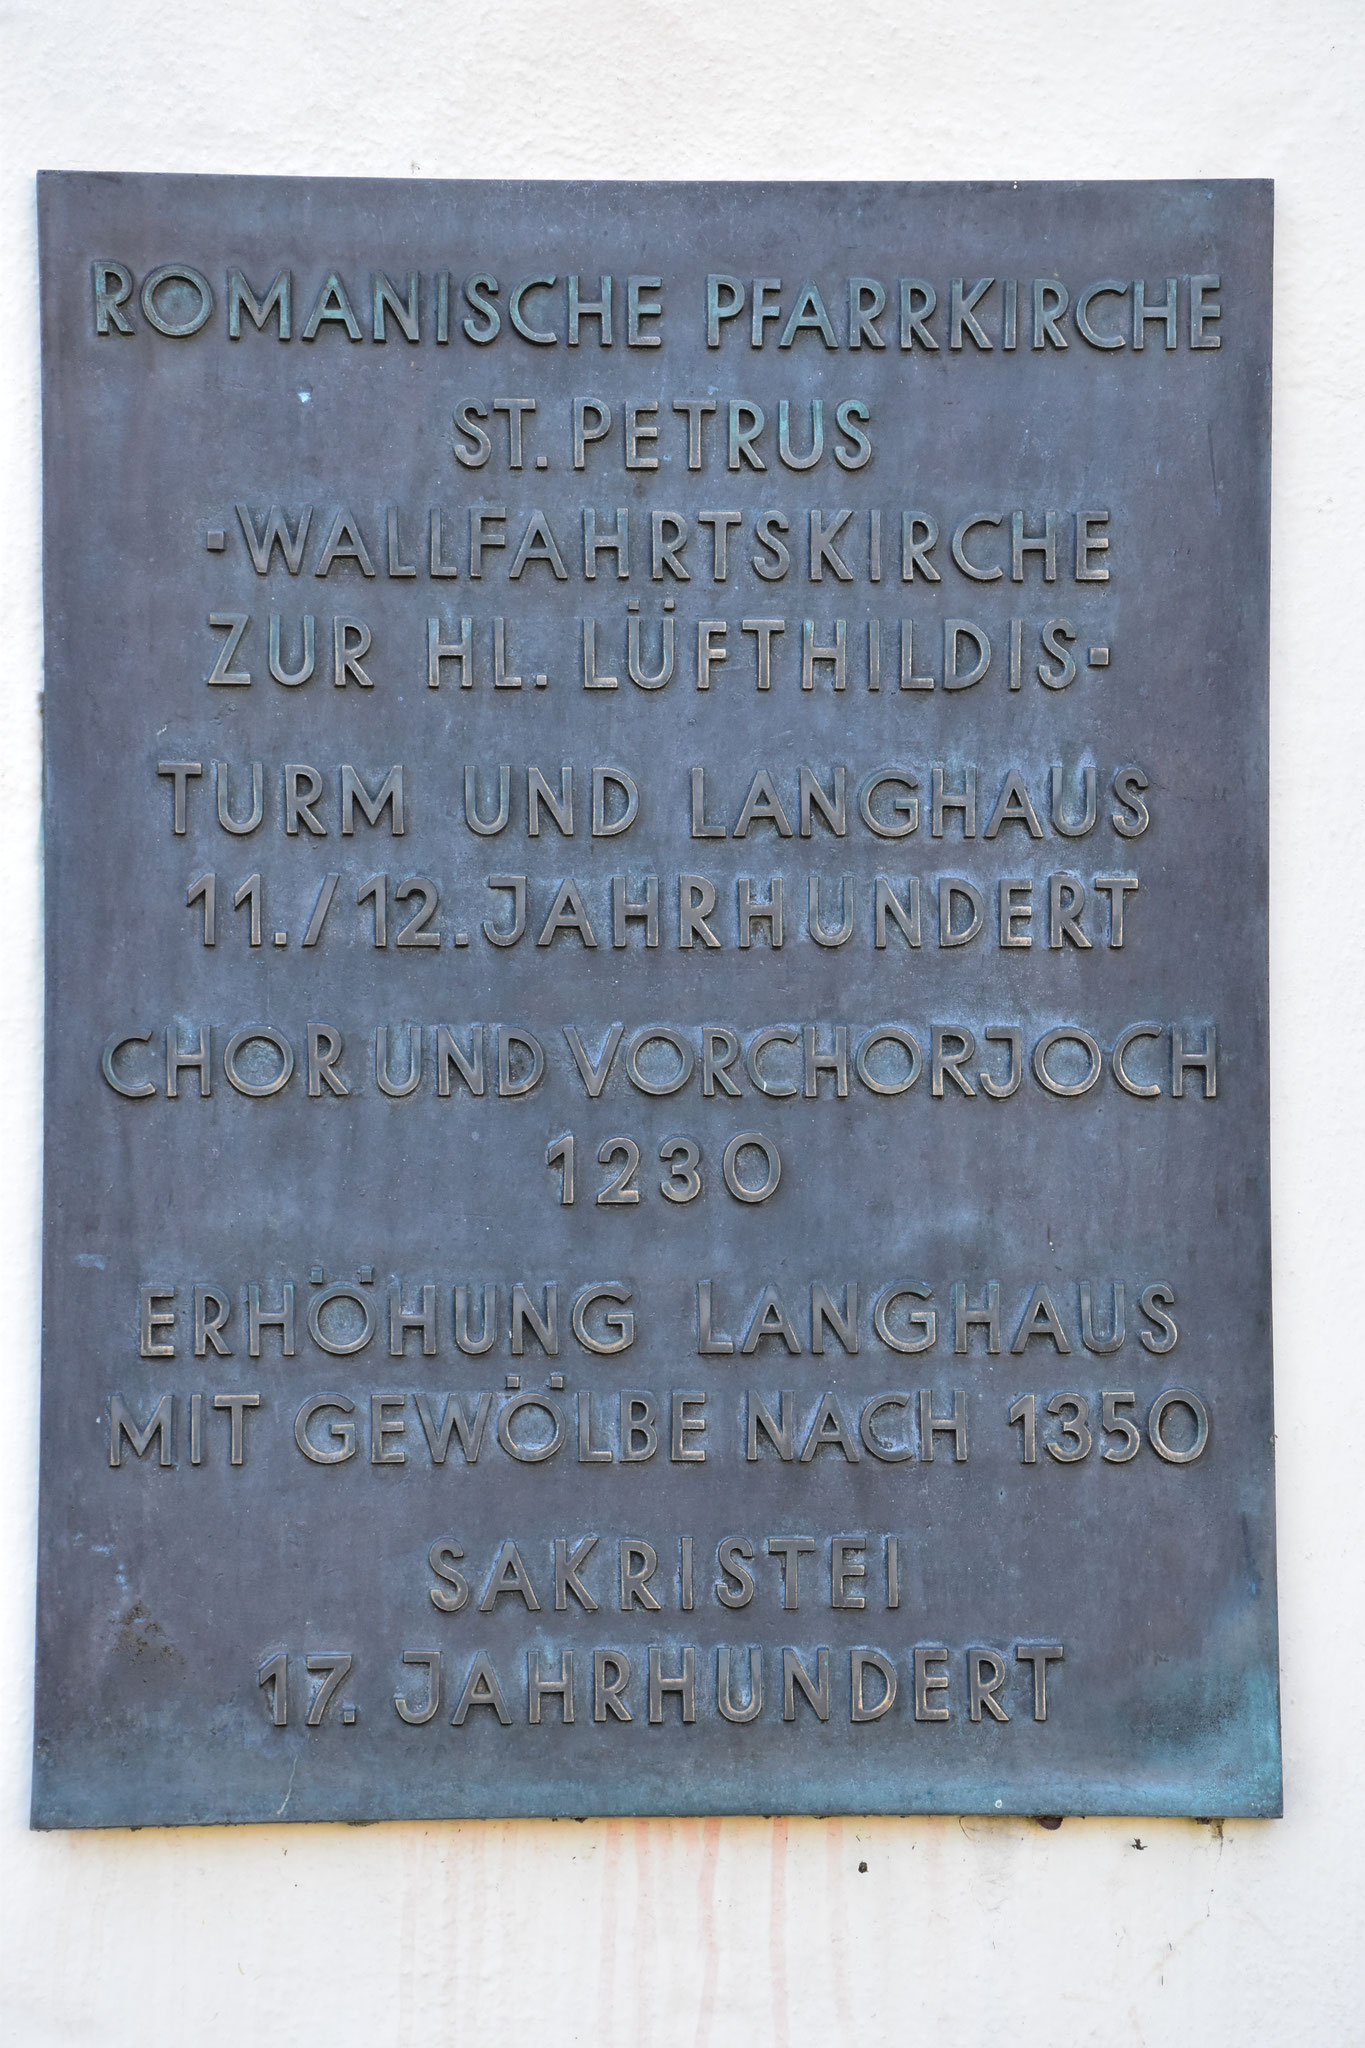 ROMANISCHE PFARRKIRCHE
ST. PETRUS
·WALLFAHRTSKIRCHE
ZUR HL. LÜFTHILDIS·
TURM UND LANGHAUS
11./12. JAHRHUNDERT
CHOR UND VORCHORJOCH
1230
ERHÖHUNG LANGHAUS
MIT GEWÖLBE NACH 1350
SAKRISTEI
17. JAHRHUNDERT